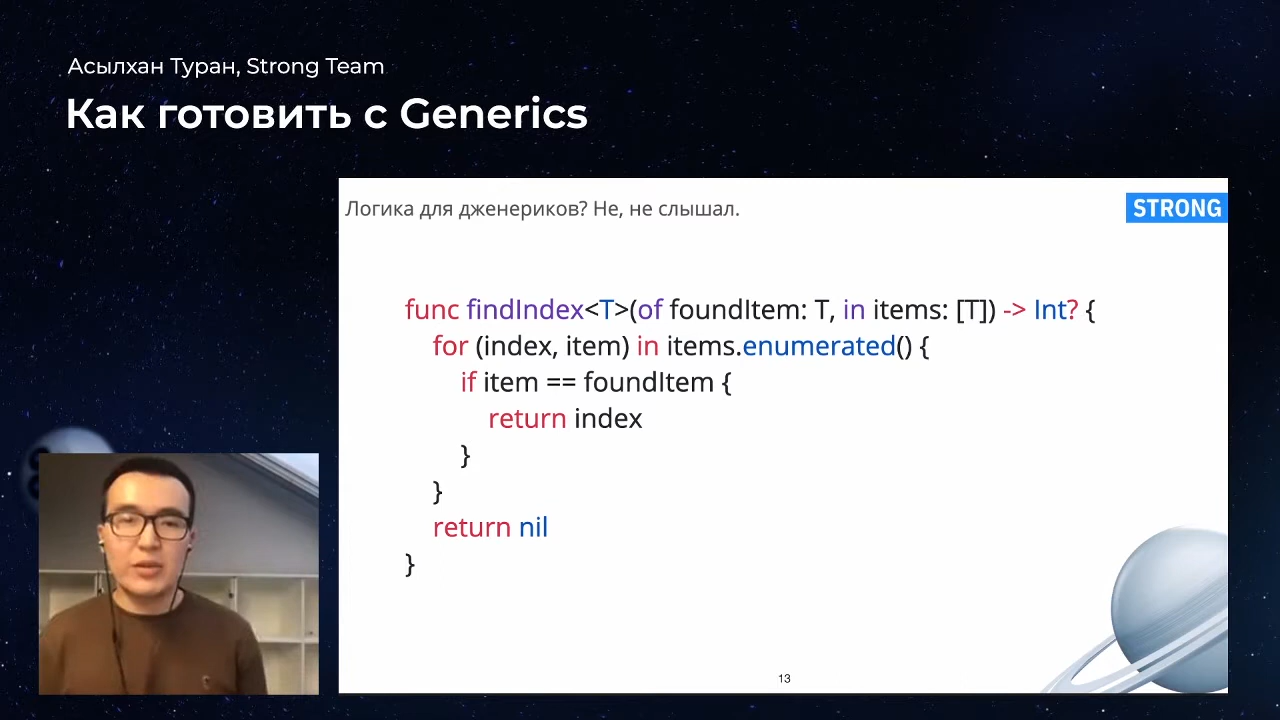 Асылхан Туран, Strong Team
Как готовить с Generics
Логика для дженериков? Не, не слышал.
STRONG
func findIndex<T>(of foundItem: T, in items: [T]) -> Int? {
for (index, item) in items.enumerated() {
if item == foundItem {
return index
}
}
return nil
}
13